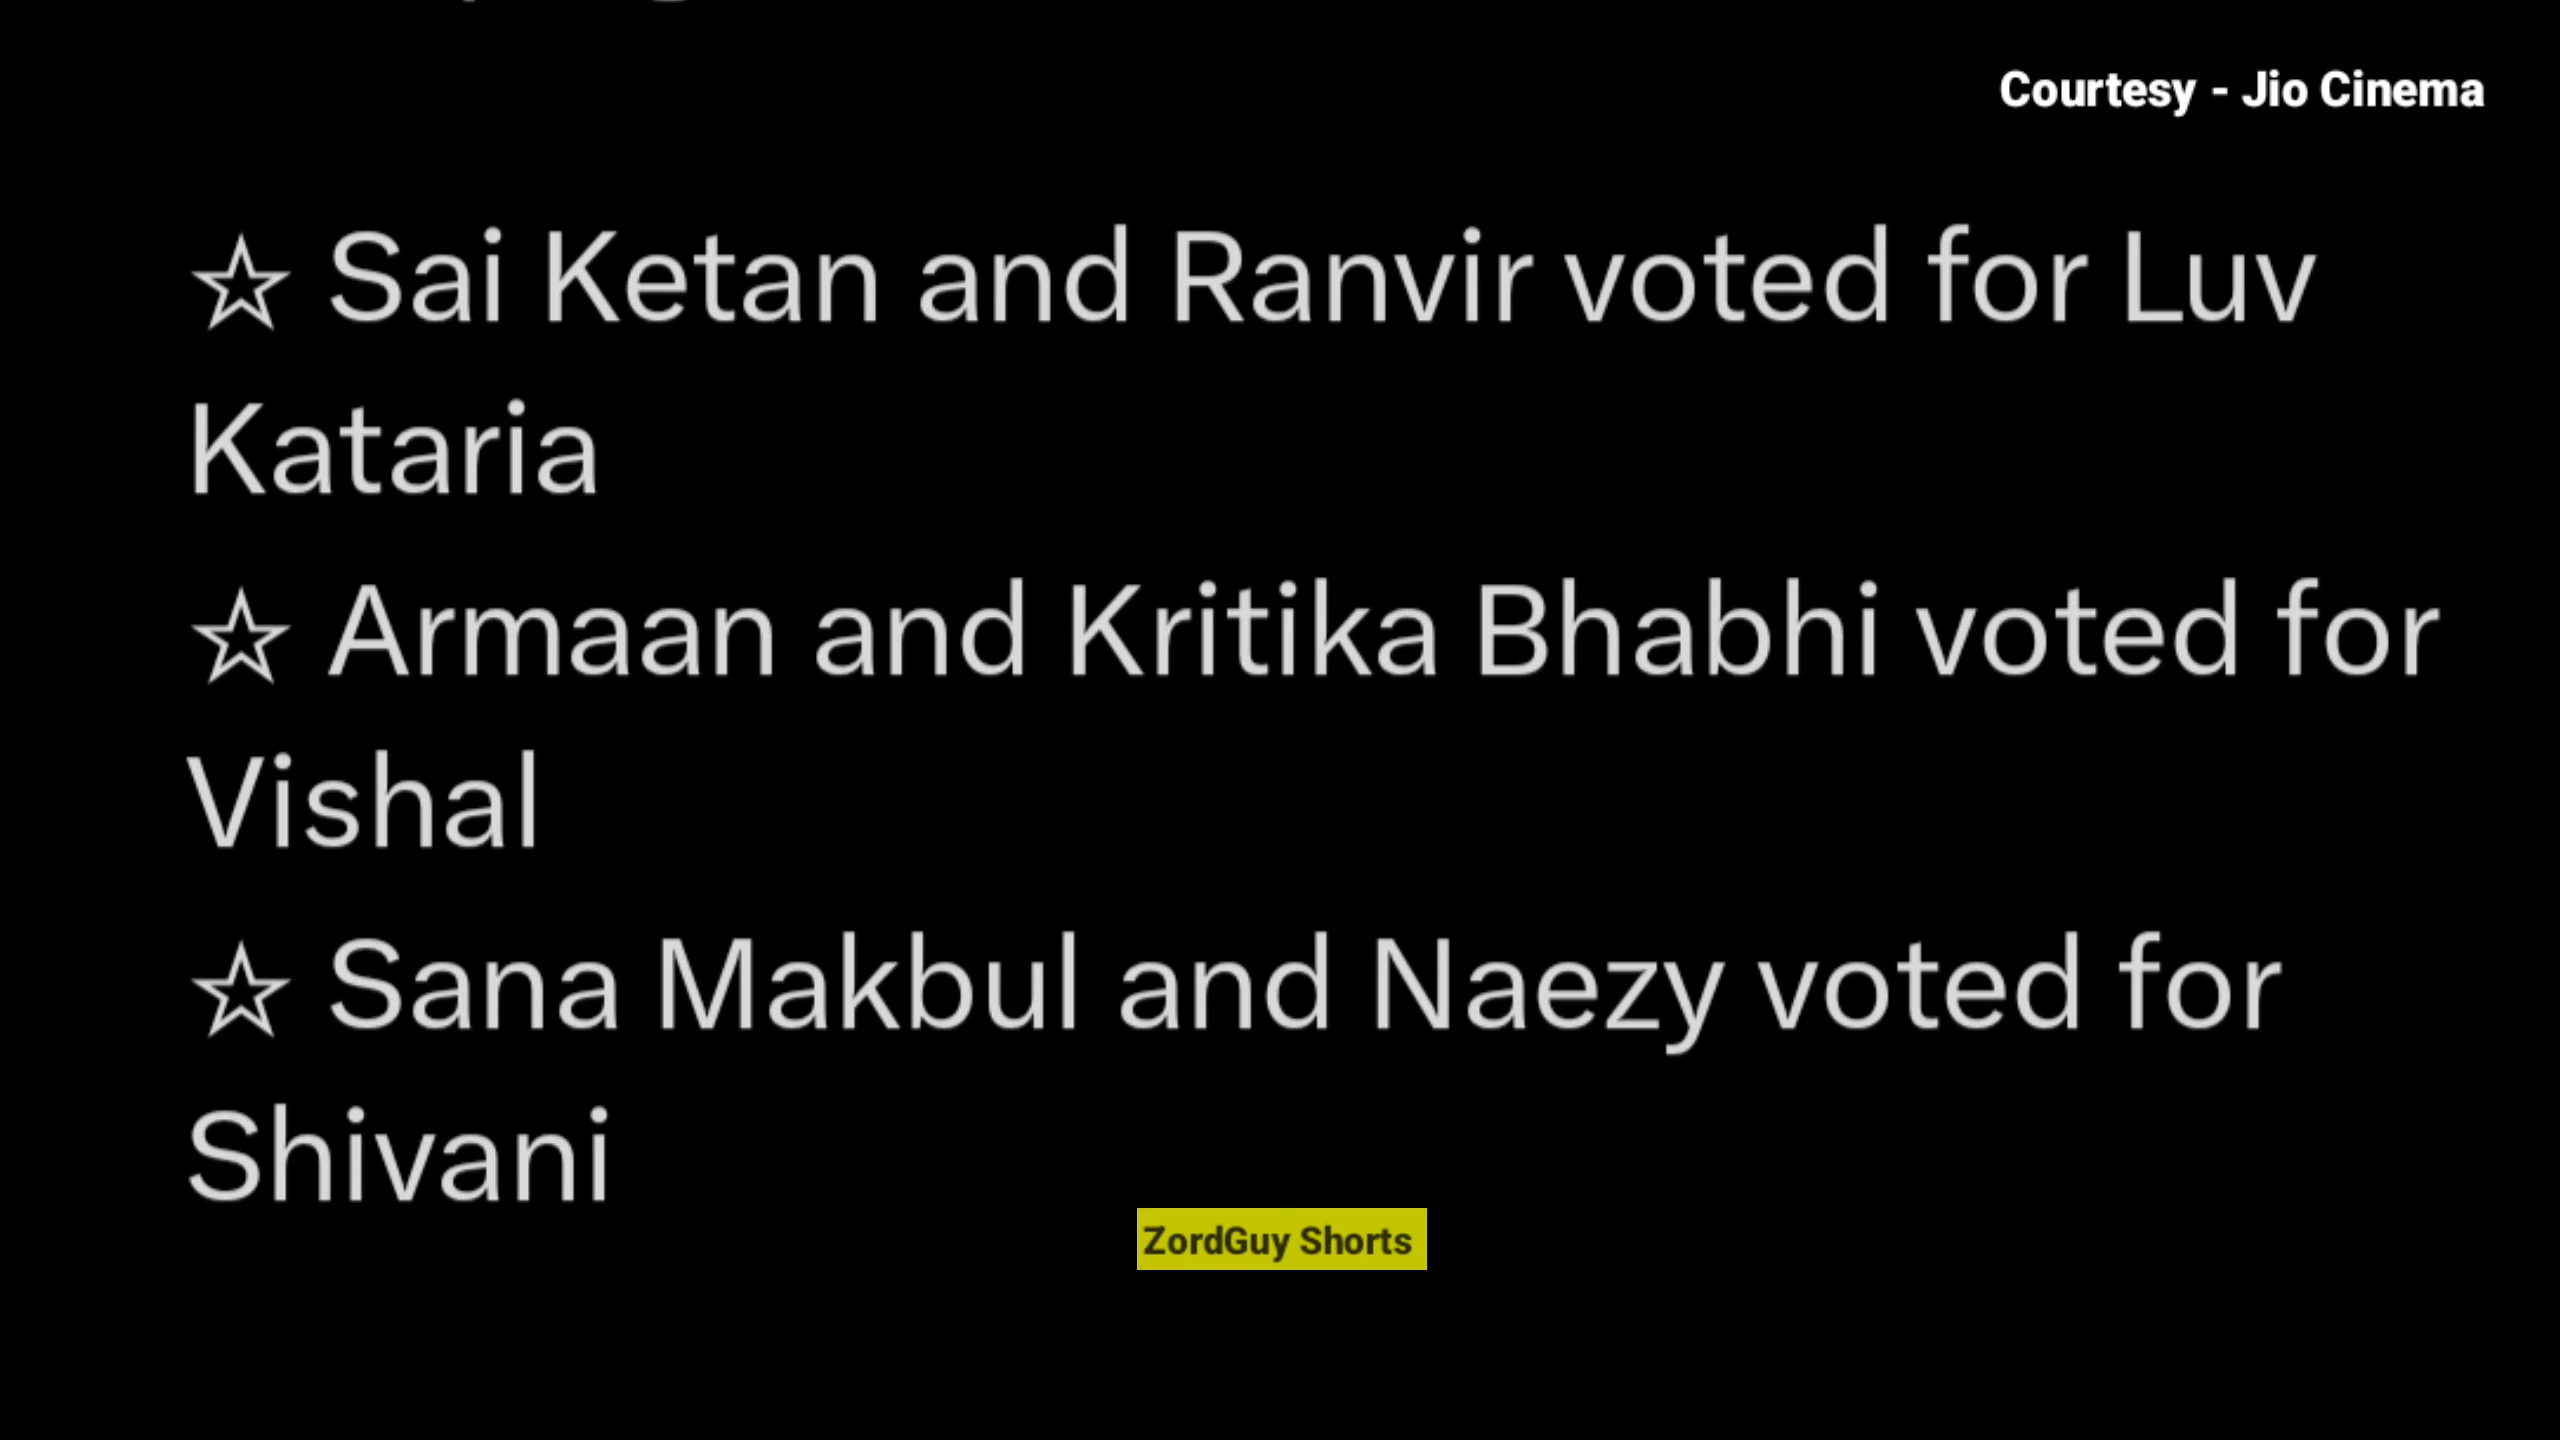 Courtesy - Jio Cinema
☆ Sai Ketan and Ranvir voted for Luv
Kataria
☆ Armaan and Kritika Bhabhi voted for
Vishal
☆ Sana Makbul and Naezy voted for
Shivani
ZordGuy Shorts